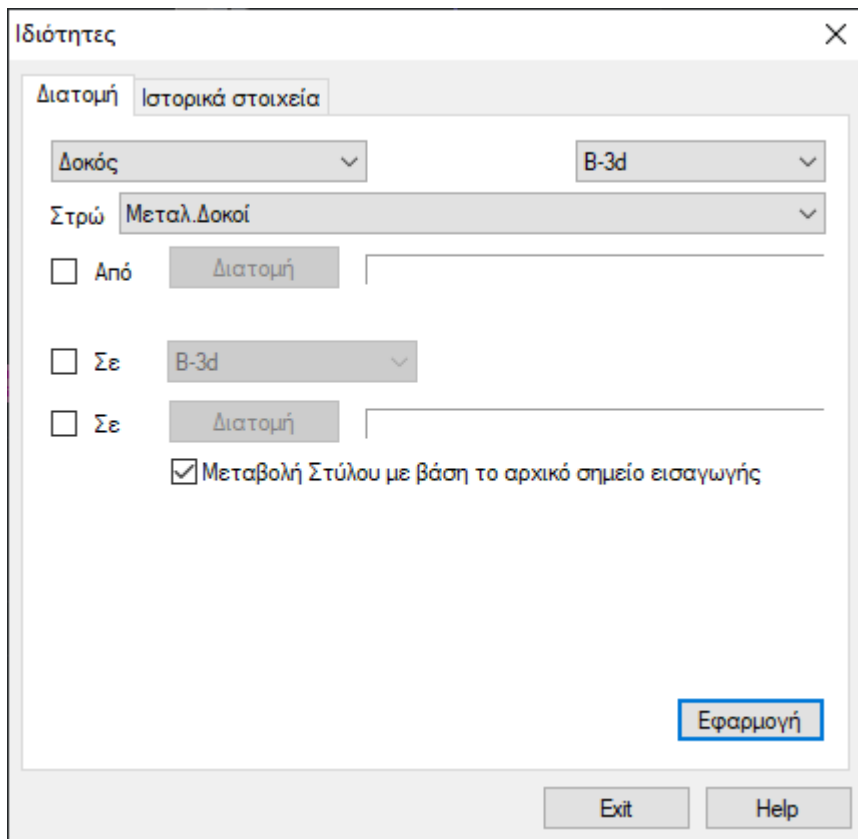 Ιδιότητες
Διατομή Ιστορικά στοιχεία
Δοκός B-3d
Στρώ Μεταλ.Δοκοί
Από Διατομή
Σε B-3d
Σε Διατομή
Μεταβολή Στύλου με βάση το αρχικό σημείο εισαγωγής
Εφαρμογή
Exit Help